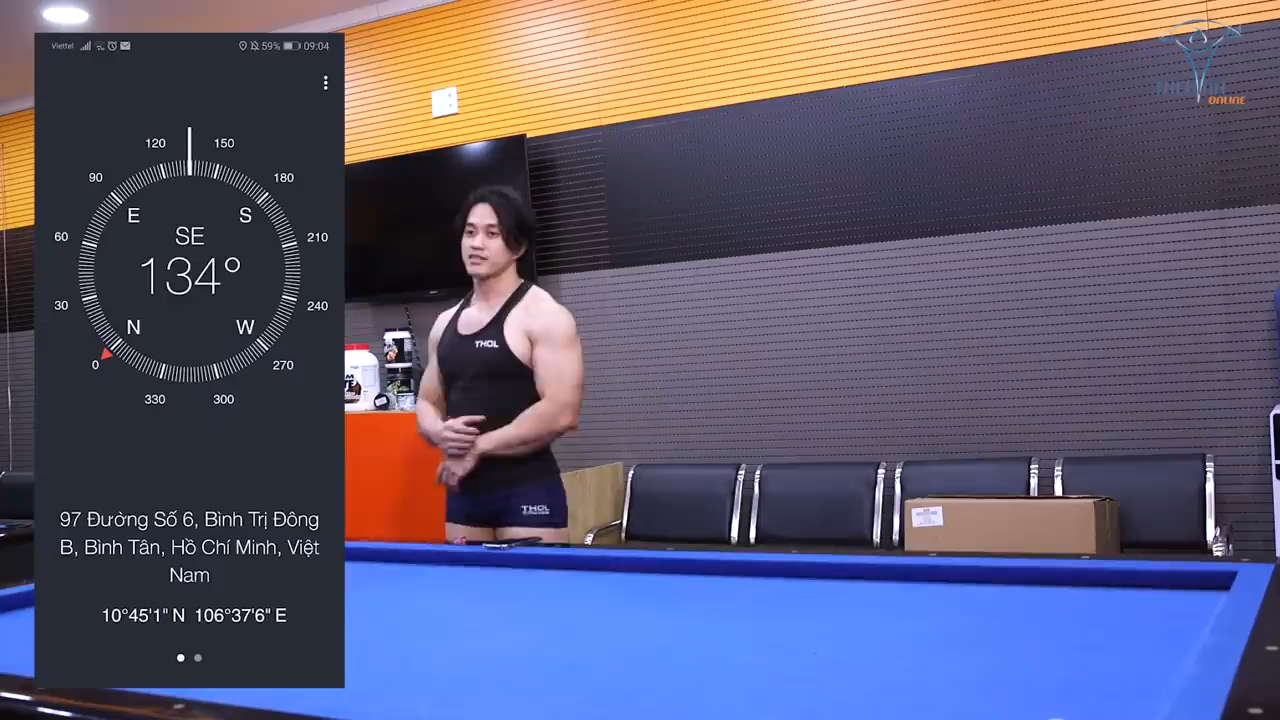 Viettel
59%
09:04
120
150
90
180
E
S
60
SE
210
134°
30
240
N
W
0
270
330
300
97 Đường Số 6, Bình Trị Đông
B, Bình Tân, Hồ Chí Minh, Việt
Nam
10°45'1" N 106°37'6" E
THOL
THOL
ONLINE